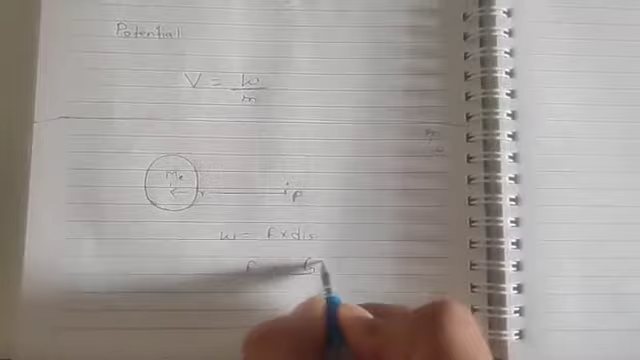 Potential
V = w/m
Me
r P
w = f x dis
F G